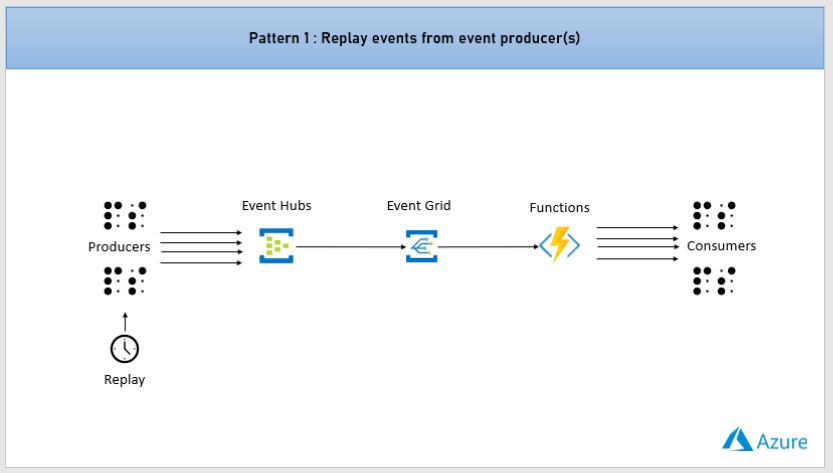 Pattern 1 : Replay events from event producer(s)
Event Hubs
Event Grid
Functions
Producers
Consumers
Replay
Azure